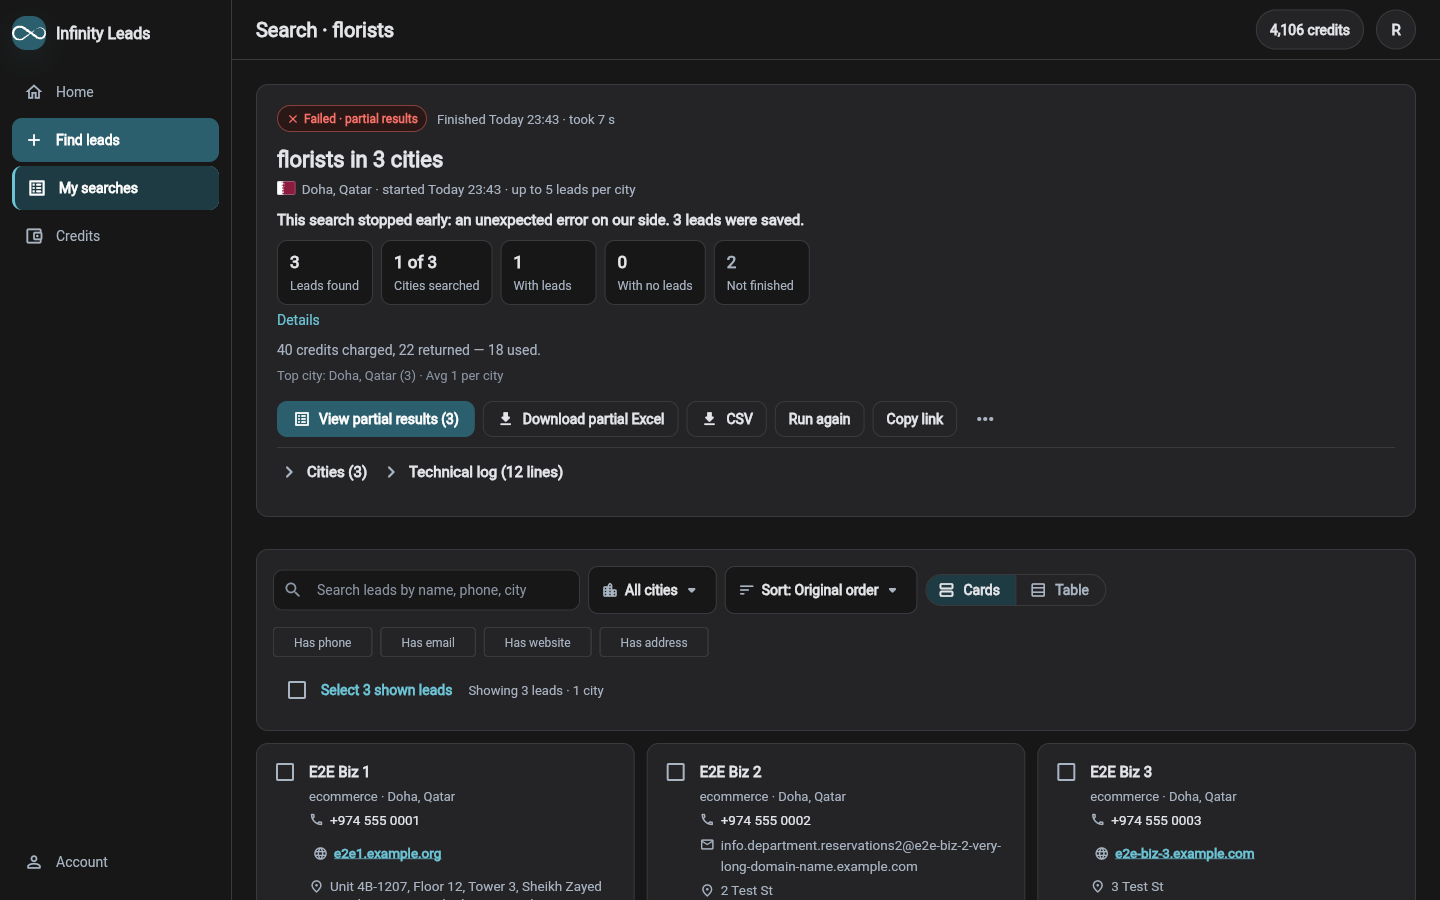 Infinity Leads
Search · florists
4,106 credits
R
Home
Find leads
My searches
Credits
Account
Failed · partial results
Finished Today 23:43 · took 7 s
florists in 3 cities
Doha, Qatar · started Today 23:43 · up to 5 leads per city
This search stopped early: an unexpected error on our side. 3 leads were saved.
3
Leads found
1 of 3
Cities searched
1
With leads
0
With no leads
2
Not finished
Details
40 credits charged, 22 returned — 18 used.
Top city: Doha, Qatar (3) · Avg 1 per city
View partial results (3)
Download partial Excel
CSV
Run again
Copy link
Cities (3)
Technical log (12 lines)
Search leads by name, phone, city
All cities
Sort: Original order
Cards
Table
Has phone
Has email
Has website
Has address
Select 3 shown leads
Showing 3 leads · 1 city
E2E Biz 1
ecommerce · Doha, Qatar
+974 555 0001
e2e1.example.org
Unit 4B-1207, Floor 12, Tower 3, Sheikh Zayed
E2E Biz 2
ecommerce · Doha, Qatar
+974 555 0002
info.department.reservations2@e2e-biz-2-very-
long-domain-name.example.com
2 Test St
E2E Biz 3
ecommerce · Doha, Qatar
+974 555 0003
e2e-biz-3.example.com
3 Test St